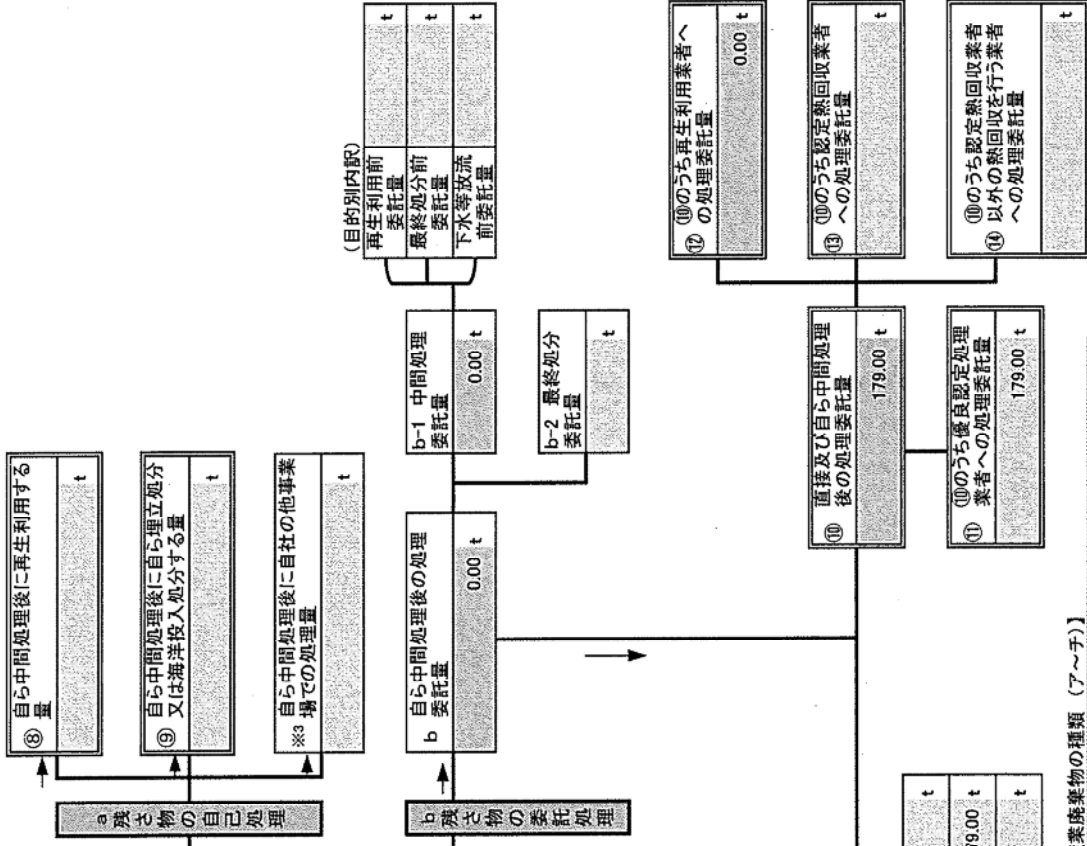 a 残さ物の自己処理
⑧ 自ら中間処理後に再生利用する
量
t
⑨ 自ら中間処理後に自ら埋立処分
又は海洋投入処分する量
t
※3 自ら中間処理後に自社の他事業
場での処理量
t
b 残さ物の委託処理
b 自ら中間処理後の処理
委託量
0.00 t
b-1 中間処理
委託量
0.00 t
b-2 最終処分
委託量
t
(目的別内訳)
再生利用前
委託量
t
最終処分前
委託量
t
下水等放流
前委託量
t
⑩ 直接及び自ら中間処理
後の処理委託量
179.00 t
⑪ ⑩のうち優良認定処理
業者への処理委託量
179.00 t
⑫ ⑩のうち再生利用業者へ
の処理委託量
0.00 t
⑬ ⑩のうち認定熱回収業者
への処理委託量
t
⑭ ⑩のうち認定熱回収業者
以外の熱回収を行う業者
への処理委託量
t
t
79.00 t
t
業廃棄物の種類 (ア~チ)】